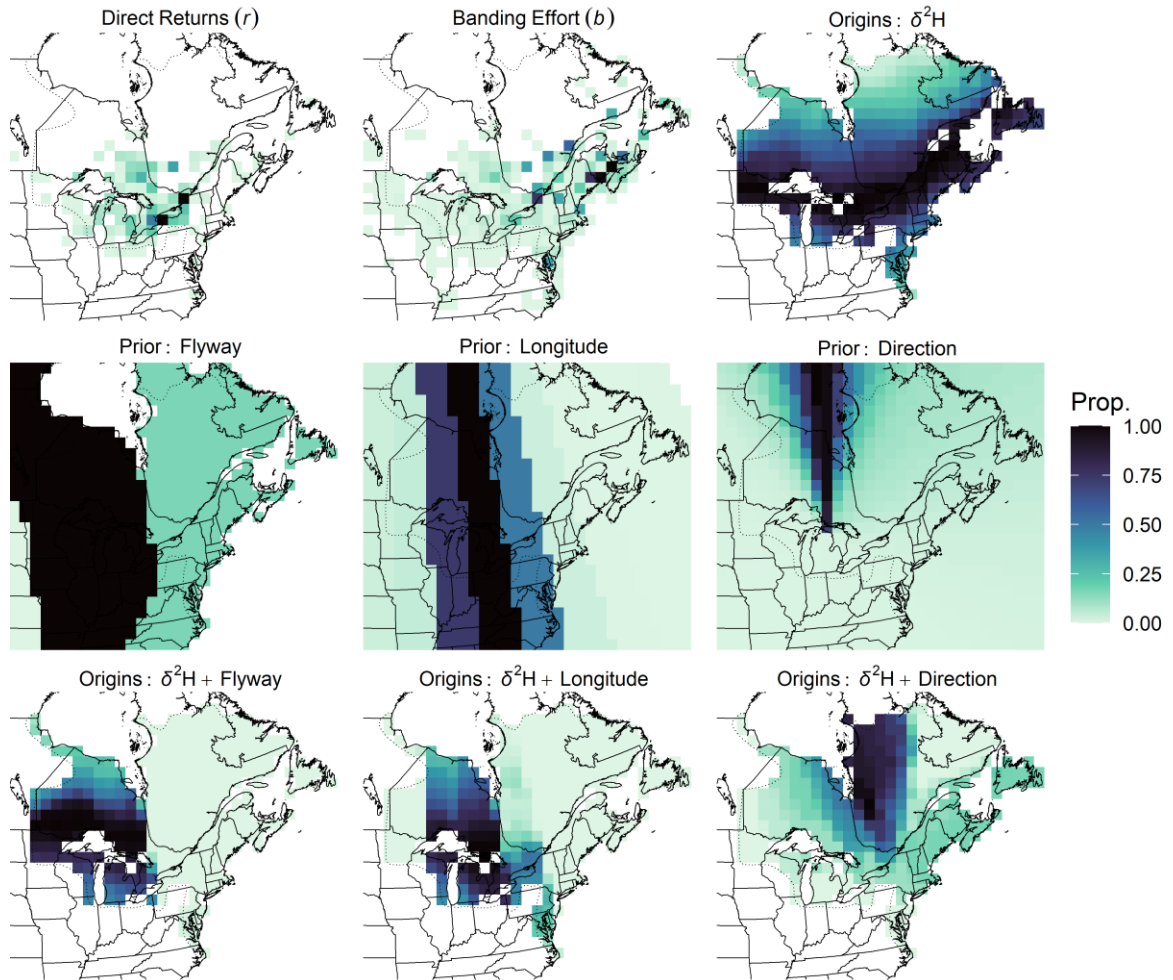 Direct Returns (r)
Banding Effort (b)
Origins : δ²H
Prior : Flyway
Prior : Longitude
Prior : Direction
Prop.
1.00
0.75
0.50
0.25
0.00
Origins : δ²H + Flyway
Origins : δ²H + Longitude
Origins : δ²H + Direction